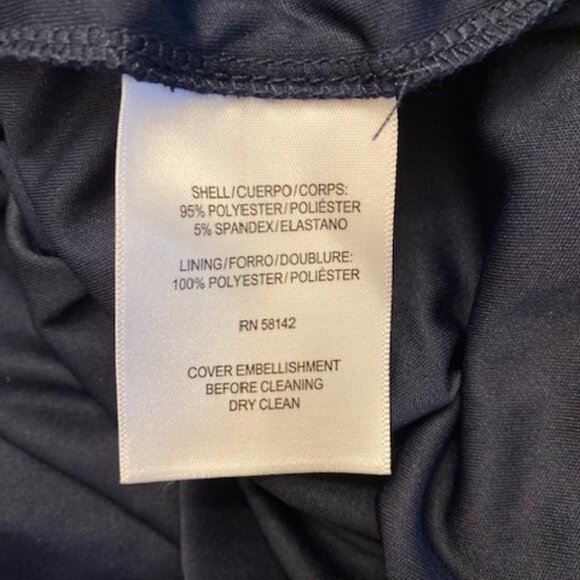 SHELL/CUERPO/CORPS:
95% POLYESTER/POLIÉSTER
5% SPANDEX/ELASTANO
LINING/FORRO/DOUBLURE:
100% POLYESTER/POLIÉSTER
RN 58142
COVER EMBELLISHMENT
BEFORE CLEANING
DRY CLEAN